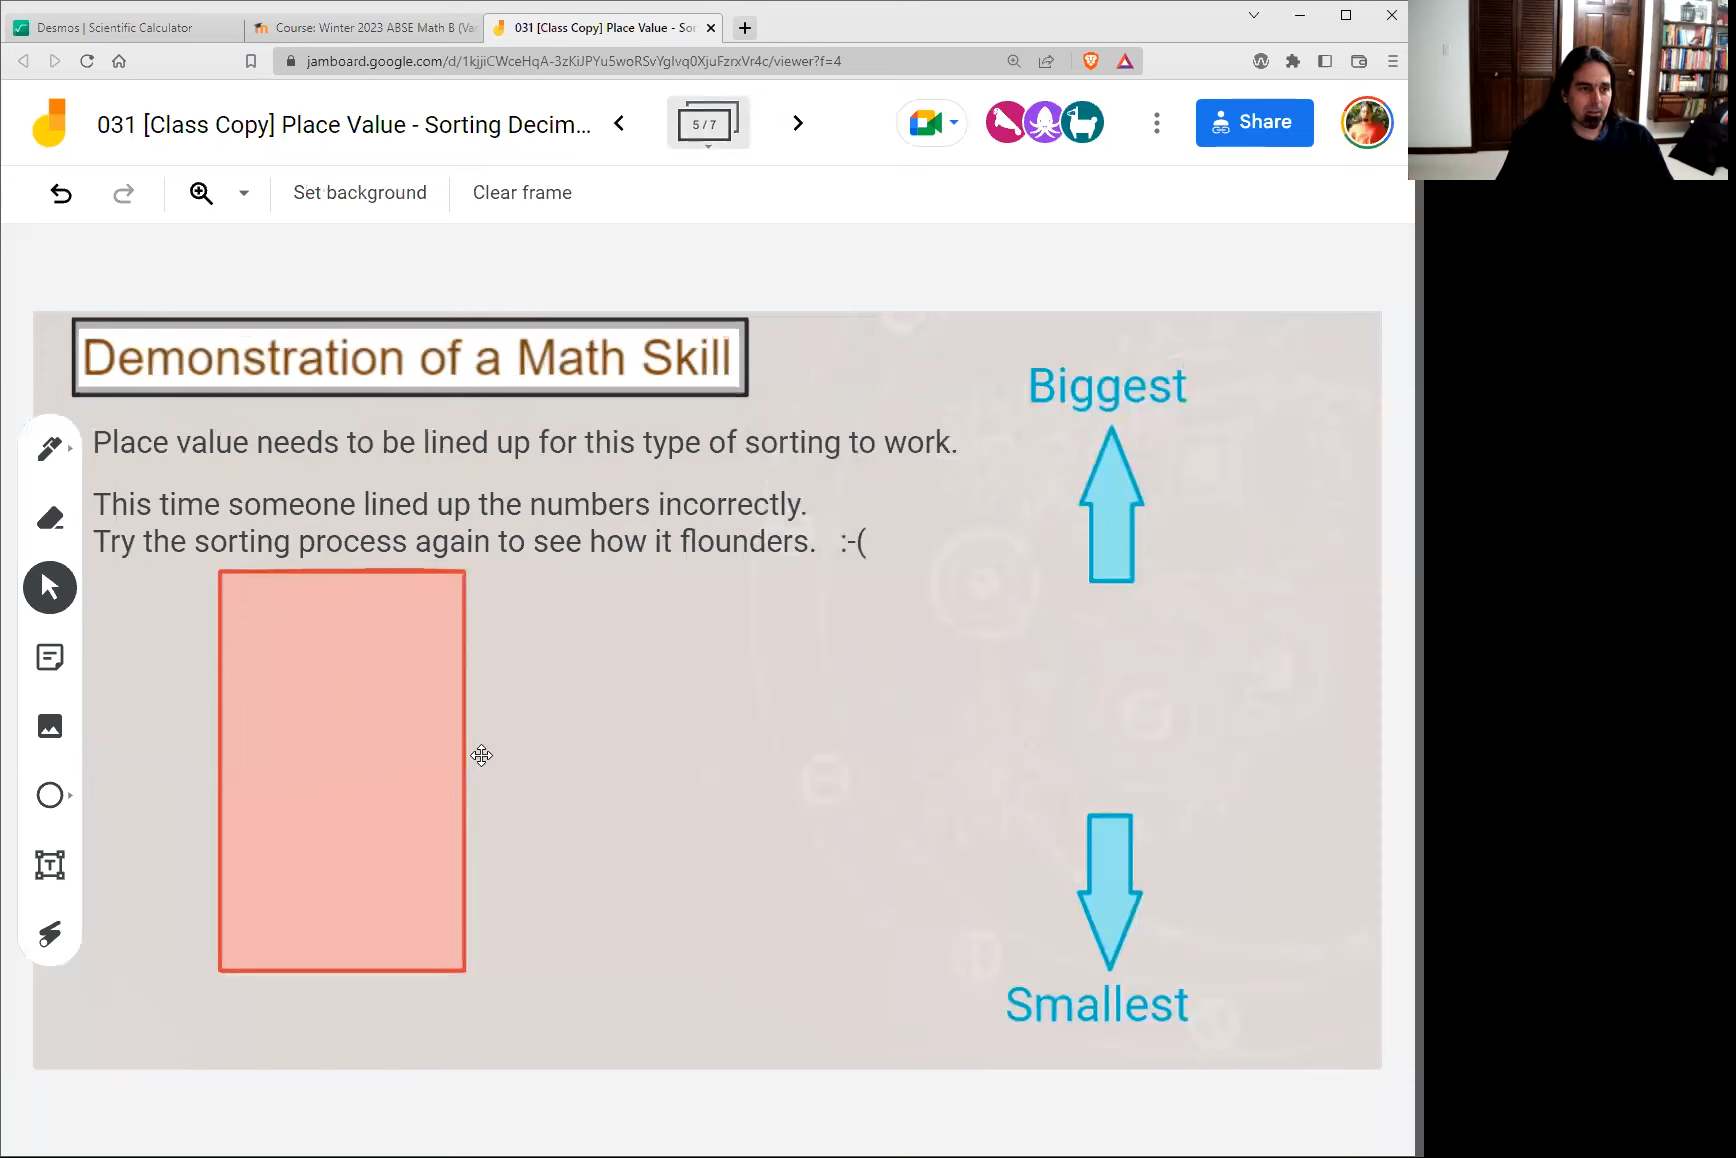 Desmos | Scientific Calculator
Course: Winter 2023 ABSE Math B (Va
031 [Class Copy] Place Value - Sor
jamboard.google.com/d/1kjjiCWceHqA-3zKiJPYu5woRSvYglvq0XjuFzrxVr4c/viewer?f=4
031 [Class Copy] Place Value - Sorting Decim...
5 / 7
Share
Set background
Clear frame
Demonstration of a Math Skill
Biggest
Place value needs to be lined up for this type of sorting to work.
This time someone lined up the numbers incorrectly.
Try the sorting process again to see how it flounders. :-(
Smallest